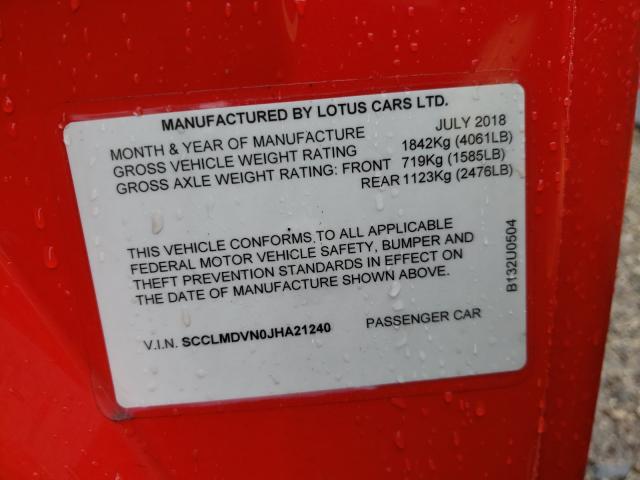 MANUFACTURED BY LOTUS CARS LTD.
MONTH & YEAR OF MANUFACTURE JULY 2018
GROSS VEHICLE WEIGHT RATING 1842Kg (4061LB)
GROSS AXLE WEIGHT RATING: FRONT 719Kg (1585LB)
REAR 1123Kg (2476LB)
THIS VEHICLE CONFORMS TO ALL APPLICABLE
FEDERAL MOTOR VEHICLE SAFETY, BUMPER AND
THEFT PREVENTION STANDARDS IN EFFECT ON
THE DATE OF MANUFACTURE SHOWN ABOVE.
V.I.N. SCCLMDVN0JHA21240 PASSENGER CAR
B132U0504